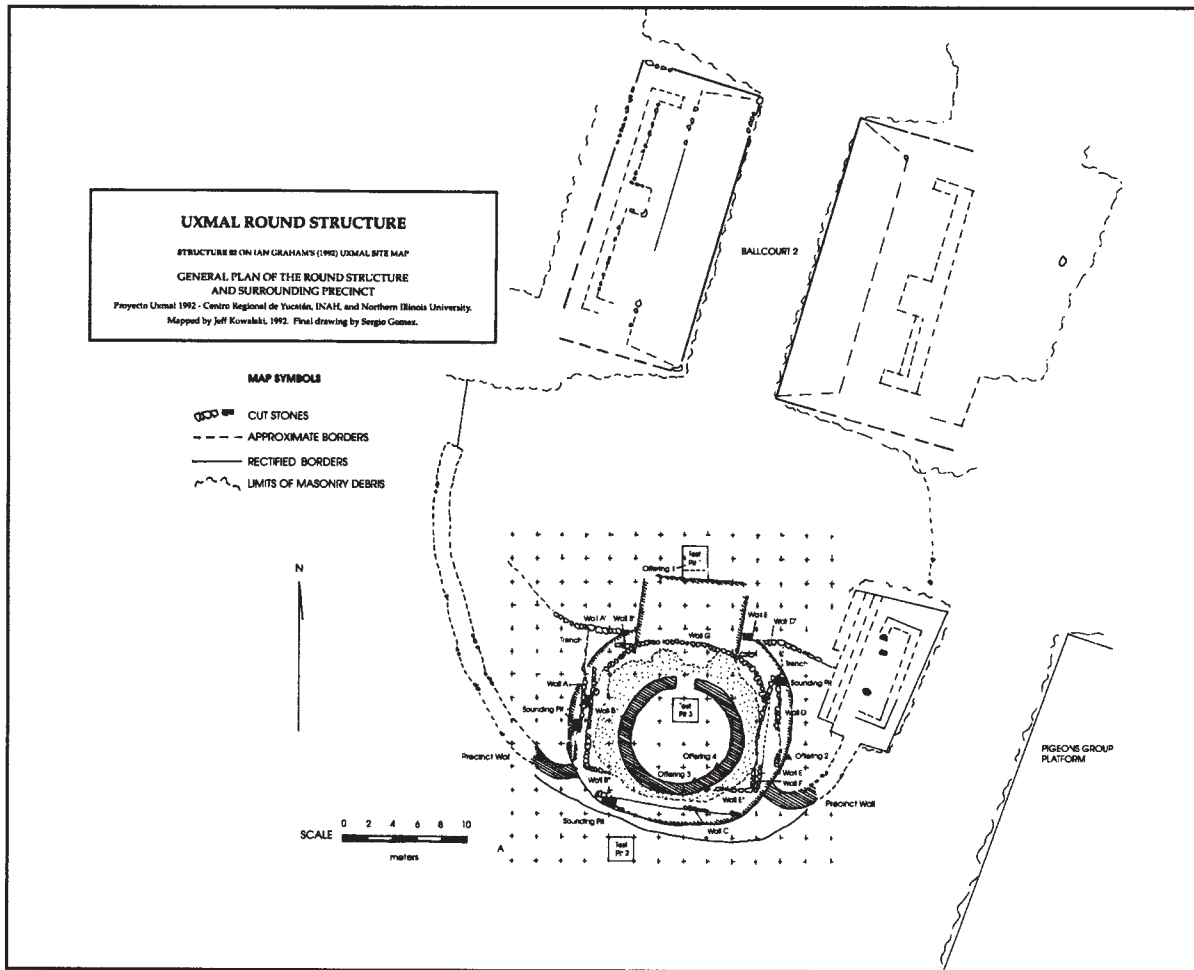 UXMAL ROUND STRUCTURE
STRUCTURE 52 ON IAN GRAHAM'S (1992) UXMAL SITE MAP
GENERAL PLAN OF THE ROUND STRUCTURE
AND SURROUNDING PRECINCT
Proyecto Uxmal 1992 - Centro Regional de Yucatán, INAH, and Northern Illinois University.
Mapped by Jeff Kowalski, 1992. Final drawing by Sergio Gomez.
MAP SYMBOLS
CUT STONES
APPROXIMATE BORDERS
RECTIFIED BORDERS
LIMITS OF MASONRY DEBRIS
BALLCOURT 2
N
Test
Pit 1
Offering 1
Wall A'
Wall B'
Wall E
Wall D'
Trench
Wall G
Trench
Wall A
Sounding Pit
Sounding Pit
Wall B
Test
Pit 3
Wall D
Precinct Wall
Offering 4
Offering 2
Offering 3
Wall E
Wall F
Wall B"
Wall E"
Precinct Wall
Sounding Pit
Wall C
Test
Pit 2
A
PIGEONS GROUP
PLATFORM
SCALE
0 2 4 6 8 10
meters